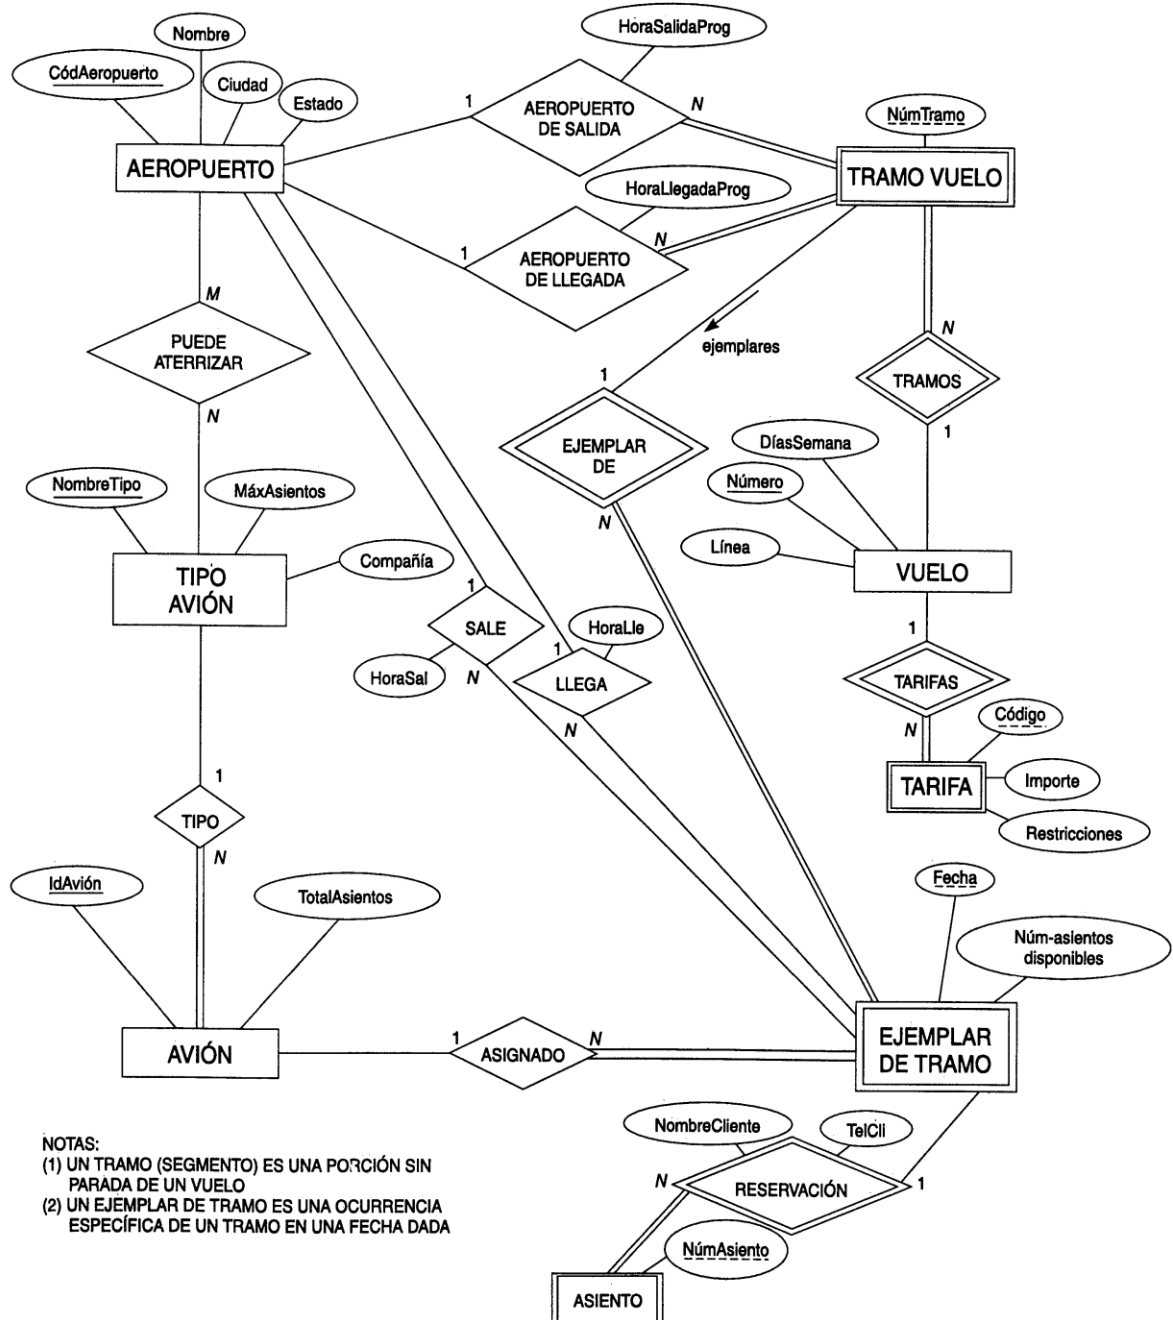 Nombre
HoraSalidaProg
CódAeropuerto
Ciudad
Estado
1
AEROPUERTO
DE SALIDA
N
NúmTramo
AEROPUERTO
TRAMO VUELO
HoraLlegadaProg
1
AEROPUERTO
DE LLEGADA
N
M
PUEDE
ATERRIZAR
N
ejemplares
N
TRAMOS
1
1
EJEMPLAR
DE
N
DíasSemana
Número
Línea
VUELO
NombreTipo
MáxAsientos
Compañía
TIPO
AVIÓN
1
SALE
HoraSal
N
HoraLle
1
LLEGA
N
1
TARIFAS
N
Código
TARIFA
Importe
Restricciones
1
TIPO
N
IdAvión
TotalAsientos
Fecha
Núm-asientos
disponibles
AVIÓN
1
ASIGNADO
N
EJEMPLAR
DE TRAMO
NombreCliente
TelCli
N
RESERVACIÓN
1
NúmAsiento
ASIENTO
NOTAS:
(1) UN TRAMO (SEGMENTO) ES UNA PORCIÓN SIN
PARADA DE UN VUELO
(2) UN EJEMPLAR DE TRAMO ES UNA OCURRENCIA
ESPECÍFICA DE UN TRAMO EN UNA FECHA DADA